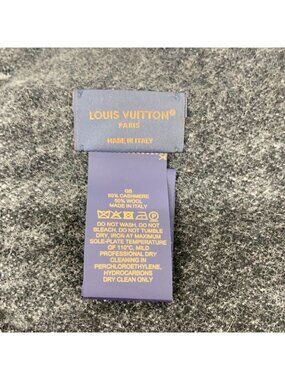 LOUIS VUITTON®
PARIS
MADE IN ITALY
GB
50% CASHMERE
50% WOOL
MADE IN ITALY
DO NOT WASH, DO NOT
BLEACH, DO NOT TUMBLE
DRY, IRON AT MAXIMUM
SOLE-PLATE TEMPERATURE
OF 110°C, MILD
PROFESSIONAL DRY
CLEANING IN
PERCHLOROETHYLENE,
HYDROCARBONS
DRY CLEAN ONLY